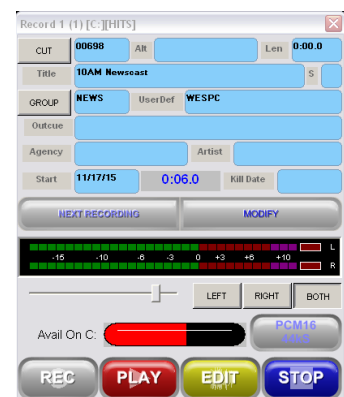 Record 1 (1) [C:][HITS]
CUT 00698 Alt Len 0:00.0
Title 10AM Newscast S
GROUP NEWS UserDef WESPC
Outcue
Agency Artist
Start 11/17/15 0:06.0 Kill Date
NEXT RECORDING MODIFY
L
-15 -10 -6 -3 0 +3 +6 +10
R
LEFT RIGHT BOTH
Avail On C: PCM16
44kS
REC PLAY EDIT STOP